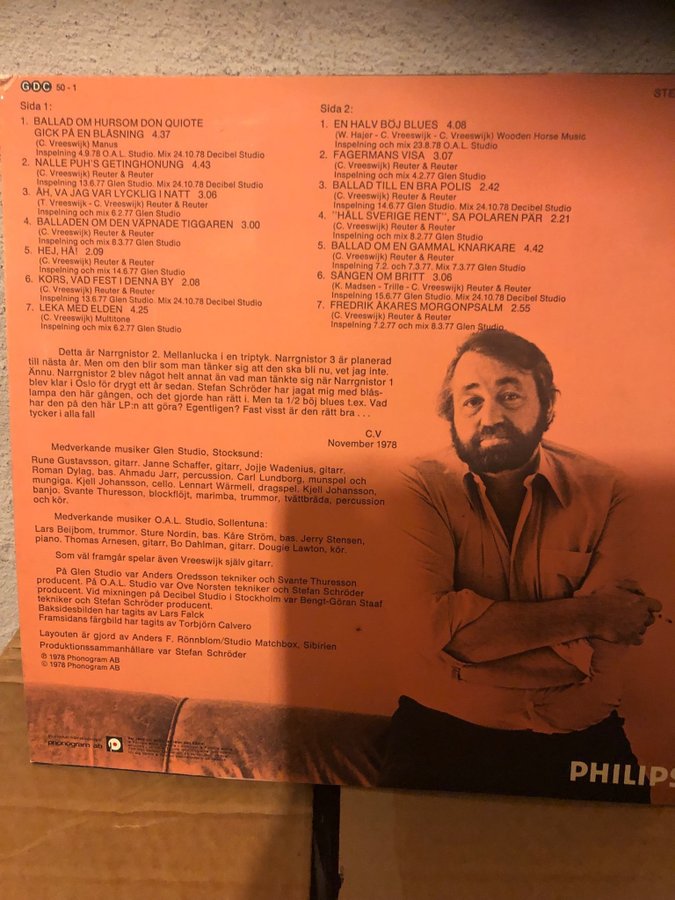 GDC 50 - 1
STE
Sida 1:
1. BALLAD OM HURSOM DON QUIOTE
GICK PÅ EN BLÅSNING 4.37
(C. Vreeswijk) Manus
Inspelning 4.9.78 O.A.L. Studio. Mix 24.10.78 Decibel Studio
2. NALLE PUH'S GETINGHONUNG 4.43
(C. Vreeswijk) Reuter & Reuter
Inspelning 13.6.77 Glen Studio. Mix 24.10.78 Decibel Studio
3. ÅH, VA JAG VAR LYCKLIG I NATT 3.06
(T. Vreeswijk - C. Vreeswijk) Reuter & Reuter
Inspelning och mix 6.2.77 Glen Studio
4. BALLADEN OM DEN VÄPNADE TIGGAREN 3.00
(C. Vreeswijk) Reuter & Reuter
Inspelning och mix 8.3.77 Glen Studio
5. HEJ, HÅ! 2.09
(C. Vreeswijk) Reuter & Reuter
Inspelning och mix 14.6.77 Glen Studio
6. KORS, VAD FEST I DENNA BY 2.08
(C. Vreeswijk) Reuter & Reuter
Inspelning 13.6.77 Glen Studio. Mix 24.10.78 Decibel Studio
7. LEKA MED ELDEN 4.25
(C. Vreeswijk) Multitone
Inspelning och mix 6.2.77 Glen Studio
Sida 2:
1. EN HALV BÖJ BLUES 4.08
(W. Hajer - C. Vreeswijk - C. Vreeswijk) Wooden Horse Music
Inspelning och mix 23.8.78 O.A.L. Studio
2. FAGERMANS VISA 3.07
(C. Vreeswijk) Reuter & Reuter
Inspelning och mix 4.2.77 Glen Studio
3. BALLAD TILL EN BRA POLIS 2.42
(C. Vreeswijk) Reuter & Reuter
Inspelning 14.6.77 Glen Studio. Mix 24.10.78 Decibel Studio
4. "HÅLL SVERIGE RENT", SA POLAREN PÄR 2.21
(C. Vreeswijk) Reuter & Reuter
Inspelning och mix 8.2.77 Glen Studio
5. BALLAD OM EN GAMMAL KNARKARE 4.42
(C. Vreeswijk) Reuter & Reuter
Inspelning 7.2. och 7.3.77. Mix 7.3.77 Glen Studio
6. SÅNGEN OM BRITT 3.06
(K. Madsen - Trille - C. Vreeswijk) Reuter & Reuter
Inspelning 15.6.77 Glen Studio. Mix 24.10.78 Decibel Studio
7. FREDRIK ÅKARES MORGONPSALM 2.55
(C. Vreeswijk) Reuter & Reuter
Inspelning 7.2.77 och mix 8.3.77 Glen Studio
Detta är Narrgnistor 2. Mellanlucka i en triptyk. Narrgnistor 3 är planerad
till nästa år. Men om den blir som man tänker sig att den ska bli nu, vet jag inte.
Ännu. Narrgnistor 2 blev något helt annat än vad man tänkte sig när Narrgnistor 1
blev klar i Oslo för drygt ett år sedan. Stefan Schröder har jagat mig med blås-
lampa den här gången, och det gjorde han rätt i. Men ta 1/2 böj blues t.ex. Vad
har den på den här LP:n att göra? Egentligen? Fast visst är den rätt bra . . .
tycker i alla fall
C.V
November 1978
Medverkande musiker Glen Studio, Stocksund:
Rune Gustavsson, gitarr. Janne Schaffer, gitarr, Jojje Wadenius, gitarr.
Roman Dylag, bas. Ahmadu Jarr, percussion. Carl Lundborg, munspel och
mungiga. Kjell Johansson, cello. Lennart Wärmell, dragspel. Kjell Johansson,
banjo. Svante Thuresson, blockflöjt, marimba, trummor, tvättbräda, percussion
och kör.
Medverkande musiker O.A.L. Studio, Sollentuna:
Lars Beijbom, trummor. Sture Nordin, bas. Kåre Ström, bas. Jerry Stensen,
piano. Thomas Arnesen, gitarr, Bo Dahlman, gitarr. Dougie Lawton, kör.
Som väl framgår spelar även Vreeswijk själv gitarr.
På Glen Studio var Anders Oredsson tekniker och Svante Thuresson
producent. På O.A.L. Studio var Ove Norsten tekniker och Stefan Schröder
producent. Vid mixningen på Decibel Studio i Stockholm var Bengt-Göran Staaf
tekniker och Stefan Schröder producent.
Baksidesbilden har tagits av Lars Falck
Framsidans färgbild har tagits av Torbjörn Calvero
Layouten är gjord av Anders F. Rönnblom/Studio Matchbox, Sibirien
Produktionssammanhållare var Stefan Schröder
℗ 1978 Phonogram AB
© 1978 Phonogram AB
phonogram ab
PHILIPS